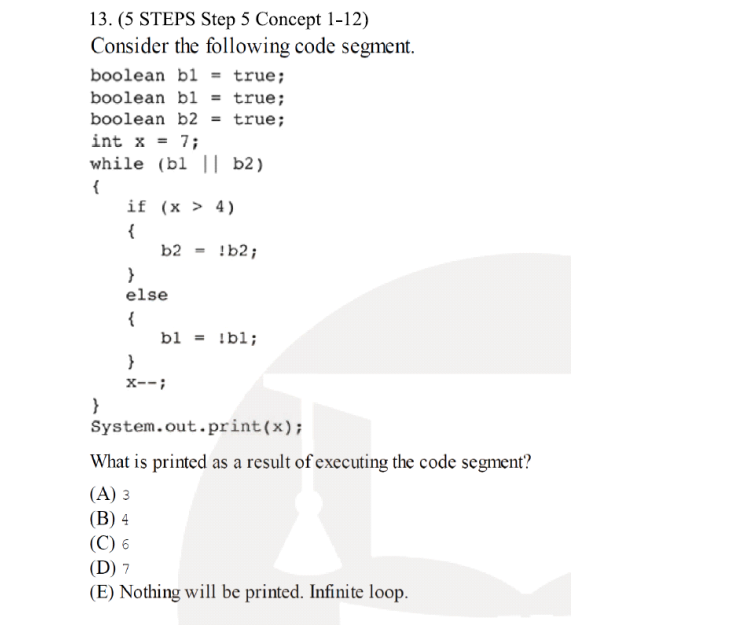 13. (5 STEPS Step 5 Concept 1-12)
Consider the following code segment.
boolean b1 = true;
boolean b1 = true;
boolean b2 = true;
int x = 7;
while (b1 || b2)
{
if (x > 4)
{
b2 = !b2;
}
else
{
b1 = !b1;
}
x--;
}
System.out.print(x);
What is printed as a result of executing the code segment?
(A) 3
(B) 4
(C) 6
(D) 7
(E) Nothing will be printed. Infinite loop.